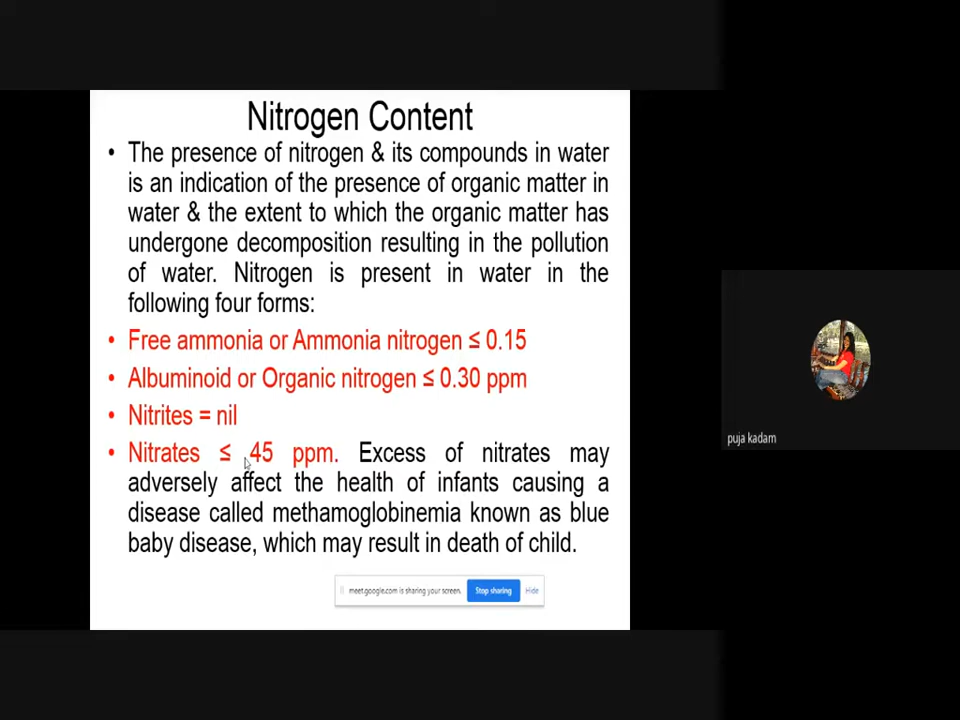 Nitrogen Content
• The presence of nitrogen & its compounds in water
is an indication of the presence of organic matter in
water & the extent to which the organic matter has
undergone decomposition resulting in the pollution
of water. Nitrogen is present in water in the
following four forms:
• Free ammonia or Ammonia nitrogen ≤ 0.15
• Albuminoid or Organic nitrogen ≤ 0.30 ppm
• Nitrites = nil
• Nitrates ≤ 45 ppm. Excess of nitrates may
adversely affect the health of infants causing a
disease called methamoglobinemia known as blue
baby disease, which may result in death of child.
meet.google.com is sharing your screen. Stop sharing Hide
puja kadam